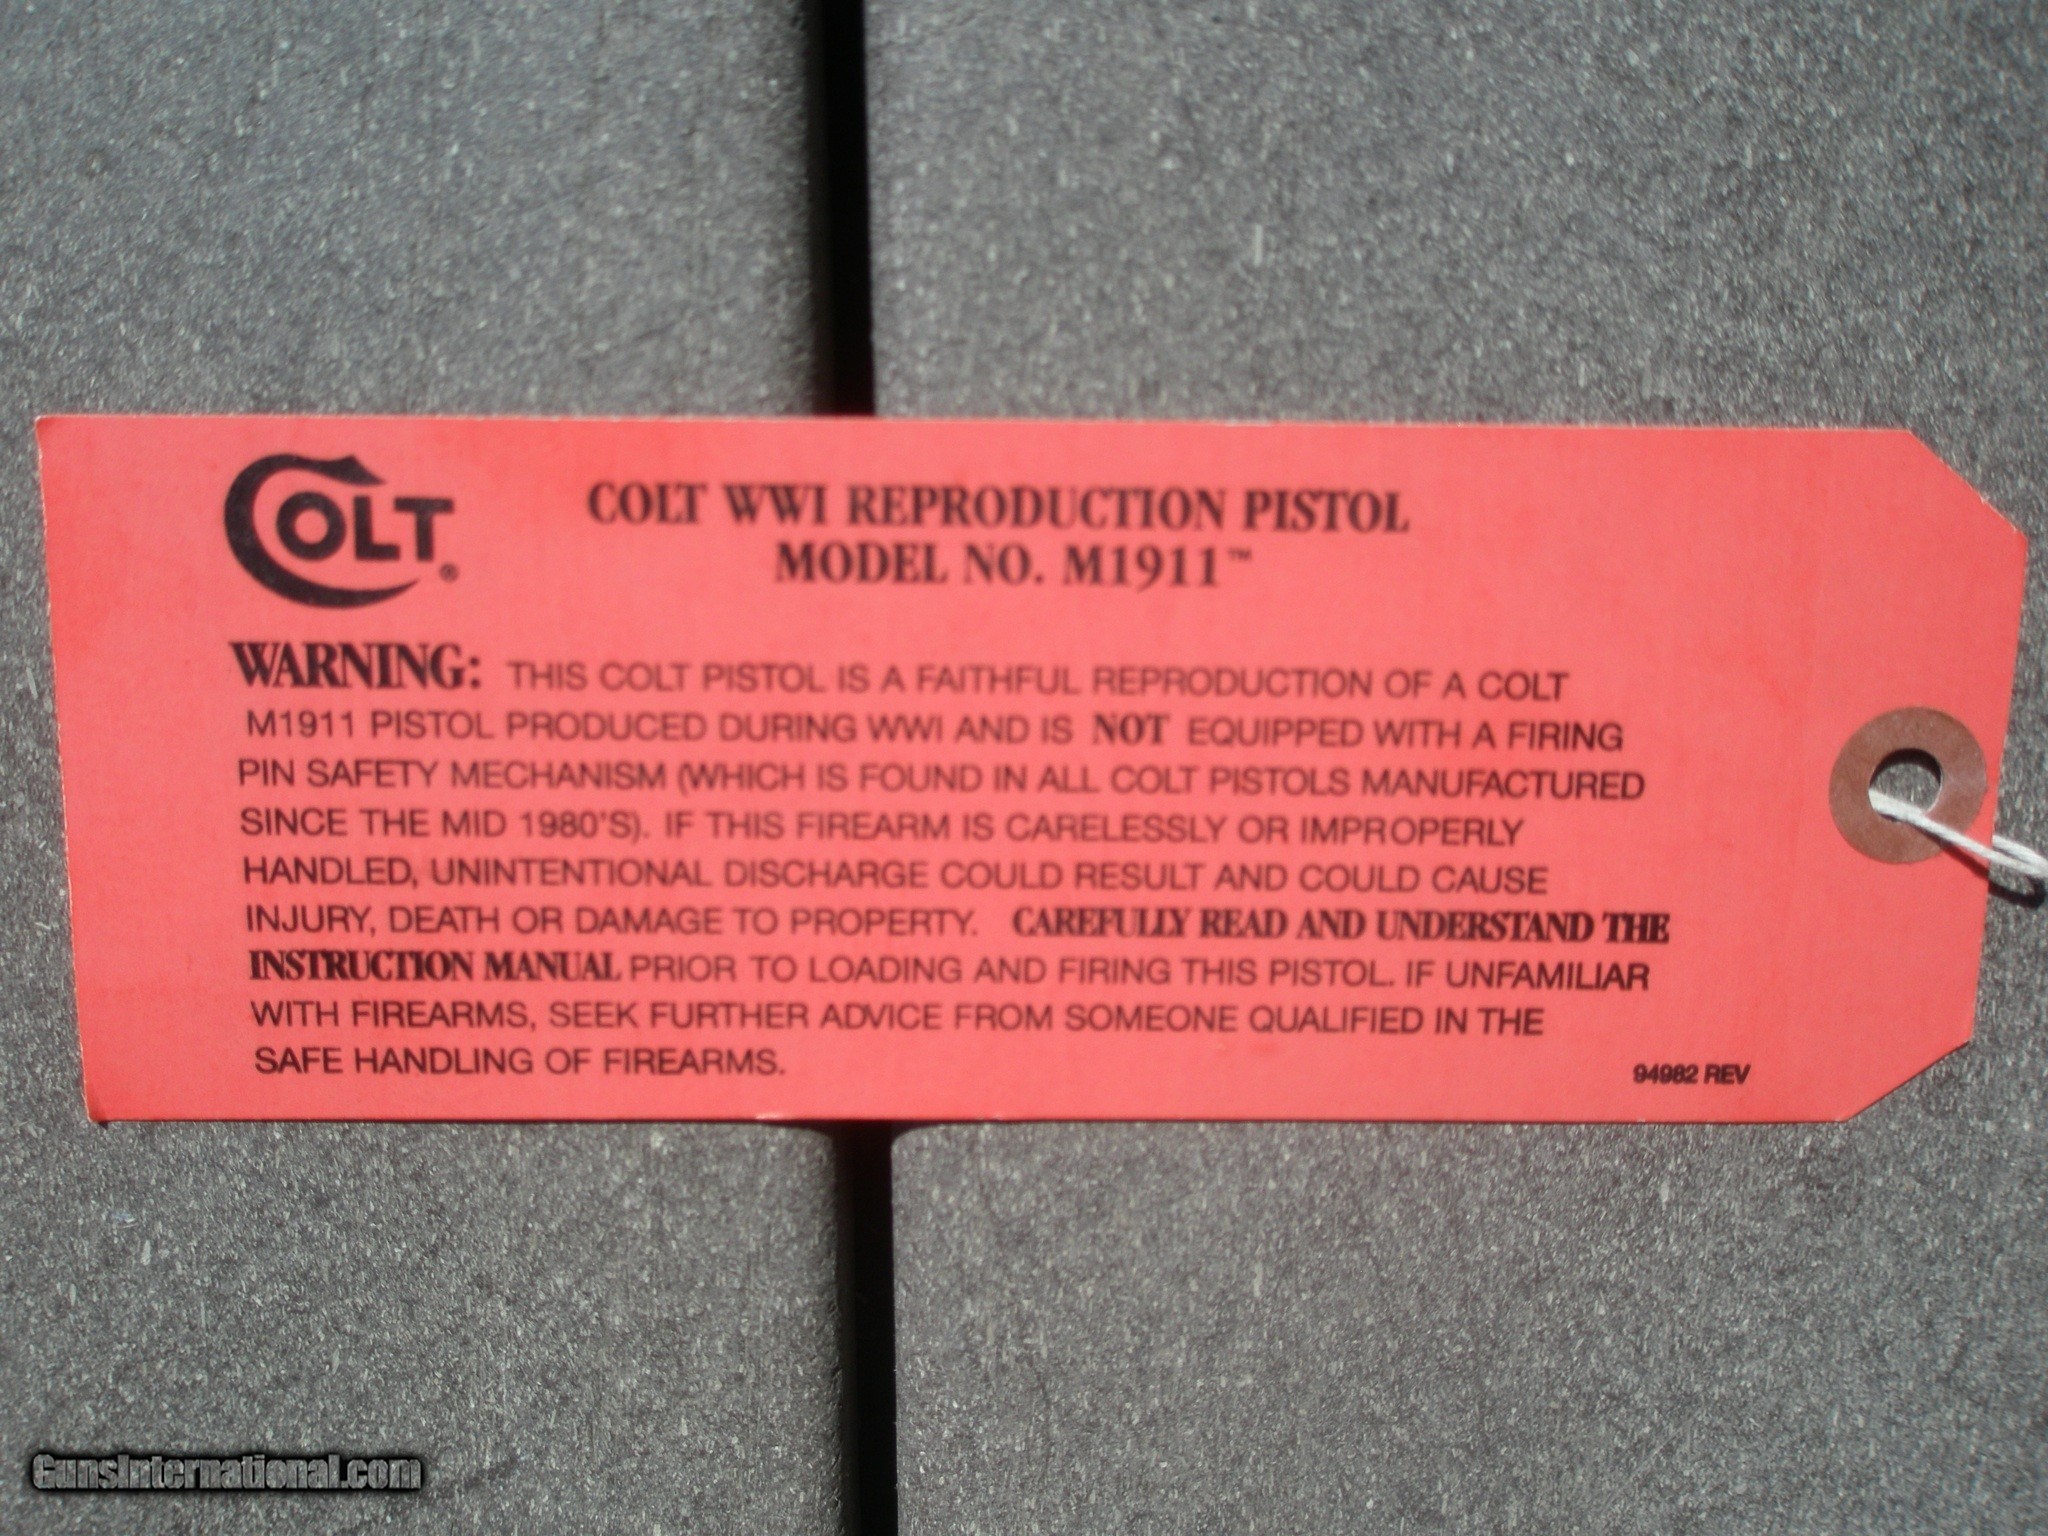 COLT®
COLT WWI REPRODUCTION PISTOL
MODEL NO. M1911™
WARNING: THIS COLT PISTOL IS A FAITHFUL REPRODUCTION OF A COLT
M1911 PISTOL PRODUCED DURING WWI AND IS NOT EQUIPPED WITH A FIRING
PIN SAFETY MECHANISM (WHICH IS FOUND IN ALL COLT PISTOLS MANUFACTURED
SINCE THE MID 1980'S). IF THIS FIREARM IS CARELESSLY OR IMPROPERLY
HANDLED, UNINTENTIONAL DISCHARGE COULD RESULT AND COULD CAUSE
INJURY, DEATH OR DAMAGE TO PROPERTY. CAREFULLY READ AND UNDERSTAND THE
INSTRUCTION MANUAL PRIOR TO LOADING AND FIRING THIS PISTOL. IF UNFAMILIAR
WITH FIREARMS, SEEK FURTHER ADVICE FROM SOMEONE QUALIFIED IN THE
SAFE HANDLING OF FIREARMS.
94982 REV
GunsInternational.com